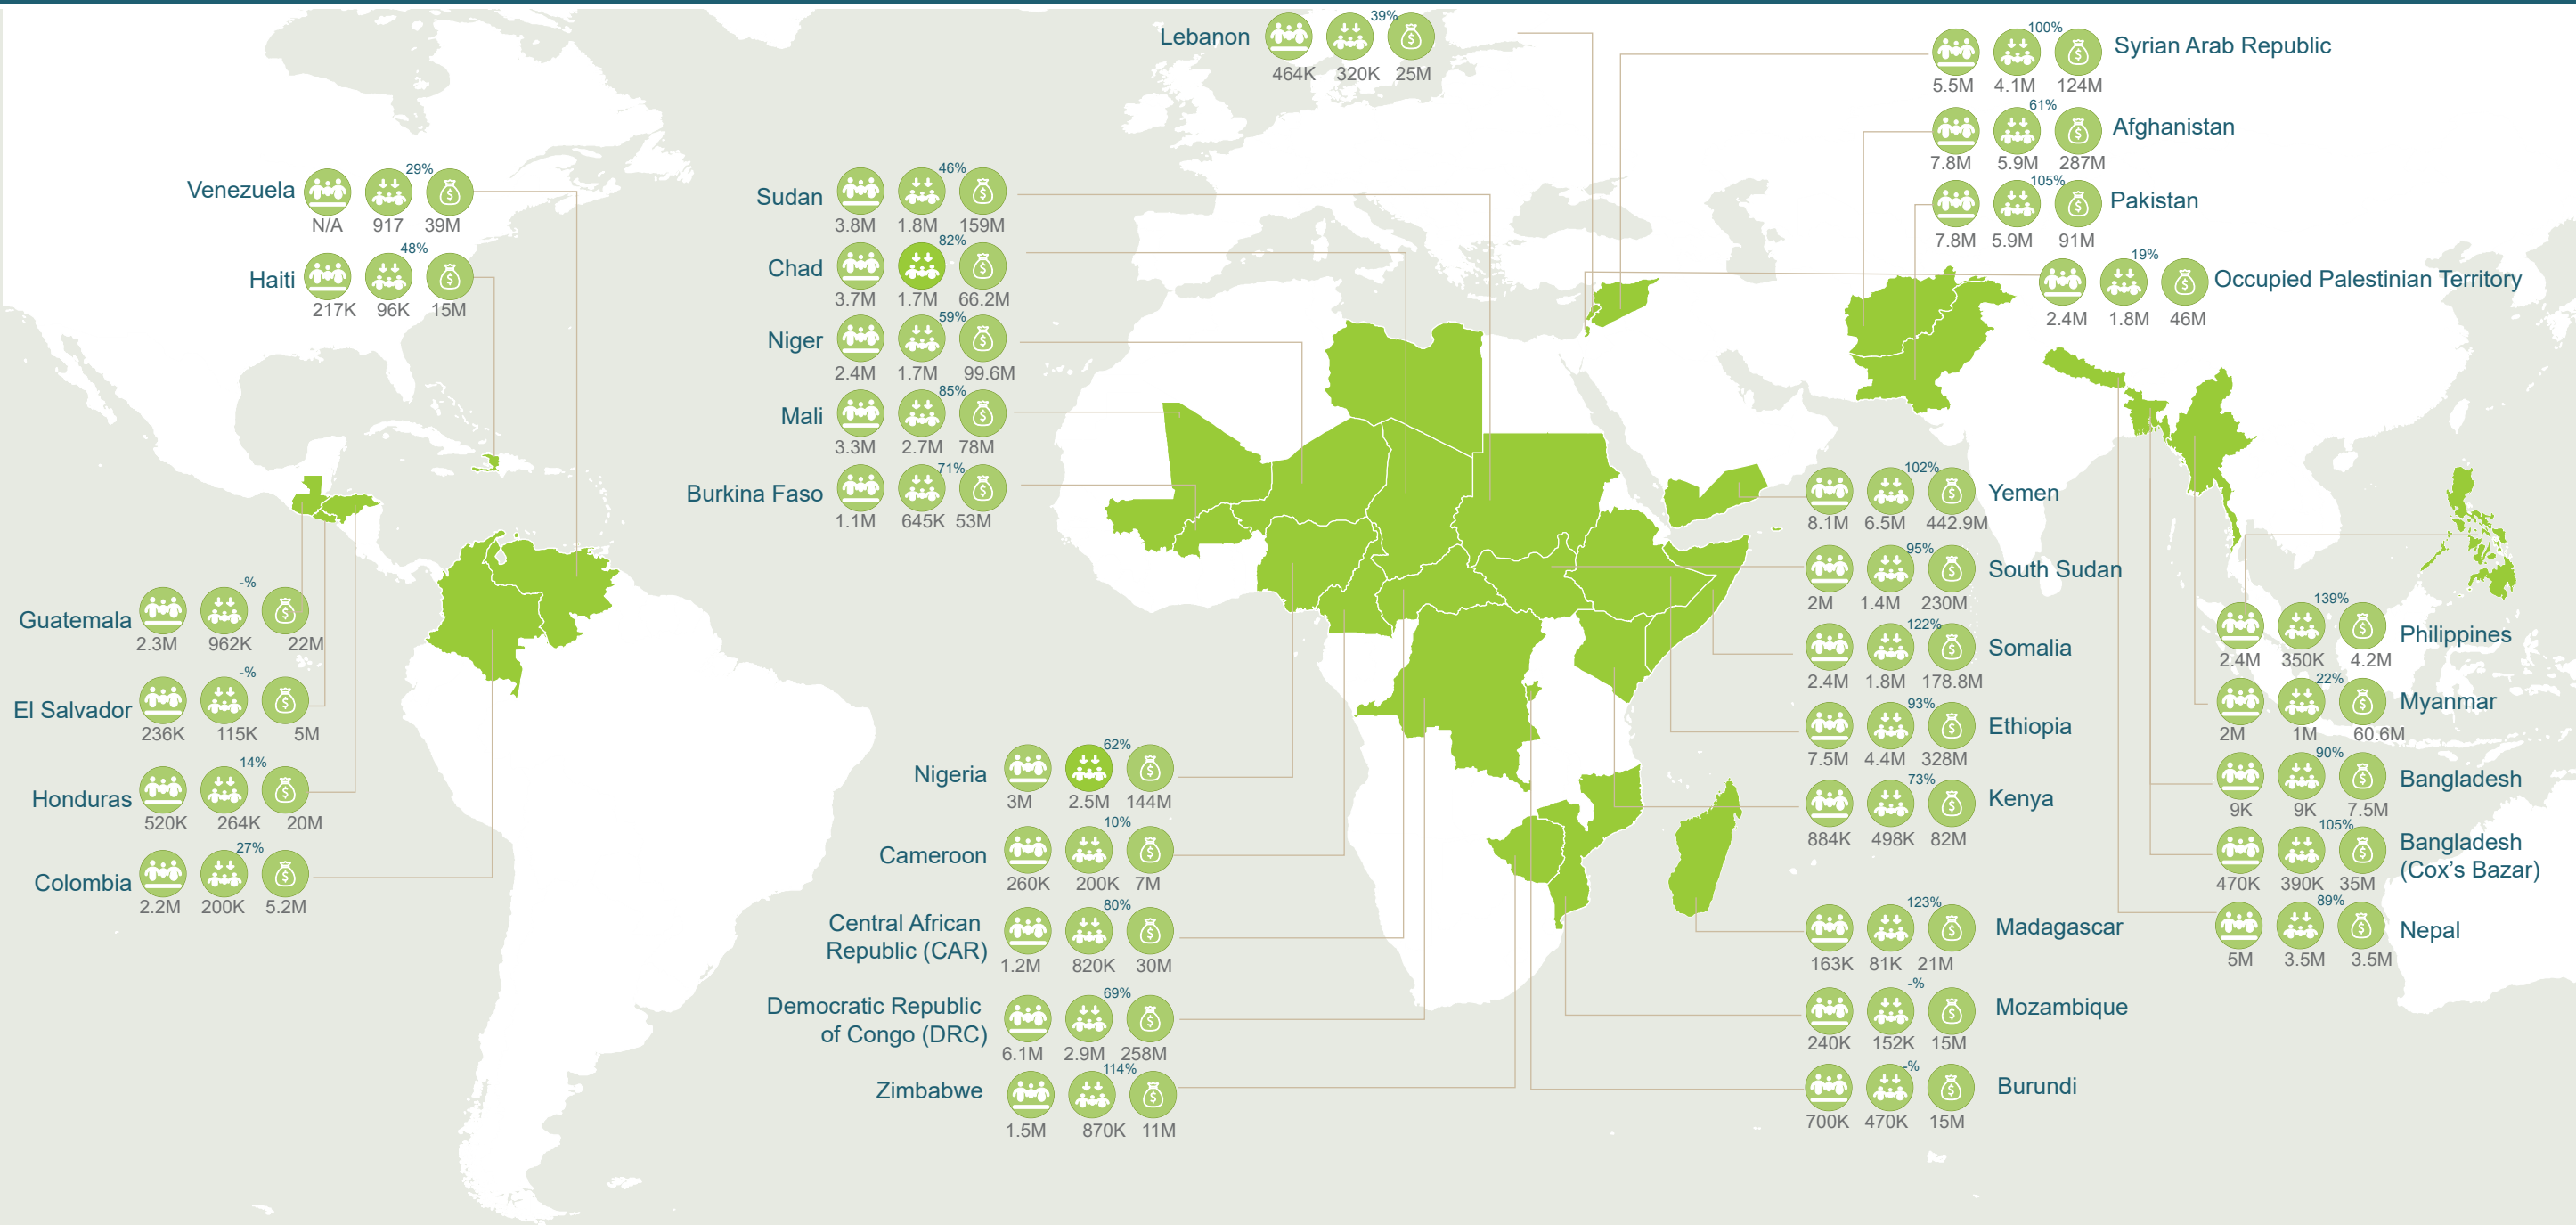 Lebanon
39%
464K 320K 25M
100%
Syrian Arab Republic
5.5M 4.1M 124M
61%
Afghanistan
7.8M 5.9M 287M
105%
Pakistan
7.8M 5.9M 91M
19%
Occupied Palestinian Territory
2.4M 1.8M 46M
29%
Venezuela
N/A 917 39M
48%
Haiti
217K 96K 15M
46%
Sudan
3.8M 1.8M 159M
82%
Chad
3.7M 1.7M 66.2M
59%
Niger
2.4M 1.7M 99.6M
85%
Mali
3.3M 2.7M 78M
71%
Burkina Faso
1.1M 645K 53M
-%
Guatemala
2.3M 962K 22M
-%
El Salvador
236K 115K 5M
14%
Honduras
520K 264K 20M
27%
Colombia
2.2M 200K 5.2M
62%
Nigeria
3M 2.5M 144M
10%
Cameroon
260K 200K 7M
80%
Central African
Republic (CAR)
1.2M 820K 30M
69%
Democratic Republic
of Congo (DRC)
6.1M 2.9M 258M
114%
Zimbabwe
1.5M 870K 11M
102%
Yemen
8.1M 6.5M 442.9M
95%
South Sudan
2M 1.4M 230M
122%
Somalia
2.4M 1.8M 178.8M
93%
Ethiopia
7.5M 4.4M 328M
73%
Kenya
884K 498K 82M
123%
Madagascar
163K 81K 21M
-%
Mozambique
240K 152K 15M
-%
Burundi
700K 470K 15M
139%
Philippines
2.4M 350K 4.2M
22%
Myanmar
2M 1M 60.6M
90%
Bangladesh
9K 9K 7.5M
105%
Bangladesh
(Cox's Bazar)
470K 390K 35M
89%
Nepal
5M 3.5M 3.5M
$